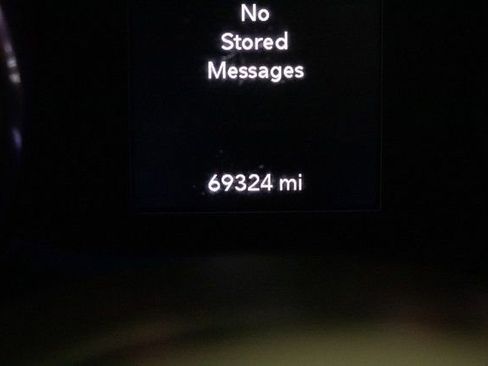 No
Stored
Messages
69324 mi